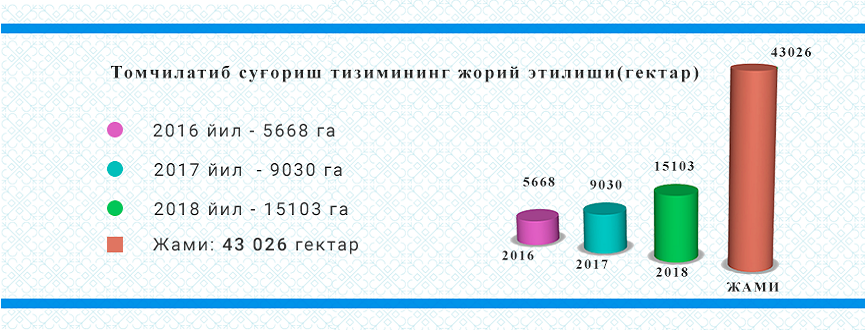 Томчилатиб суғориш тизимининг жорий этилиши(гектар)
2016 йил - 5668 га
2017 йил - 9030 га
2018 йил - 15103 га
Жами: 43 026 гектар
5668
2016
9030
2017
15103
2018
43026
ЖАМИ